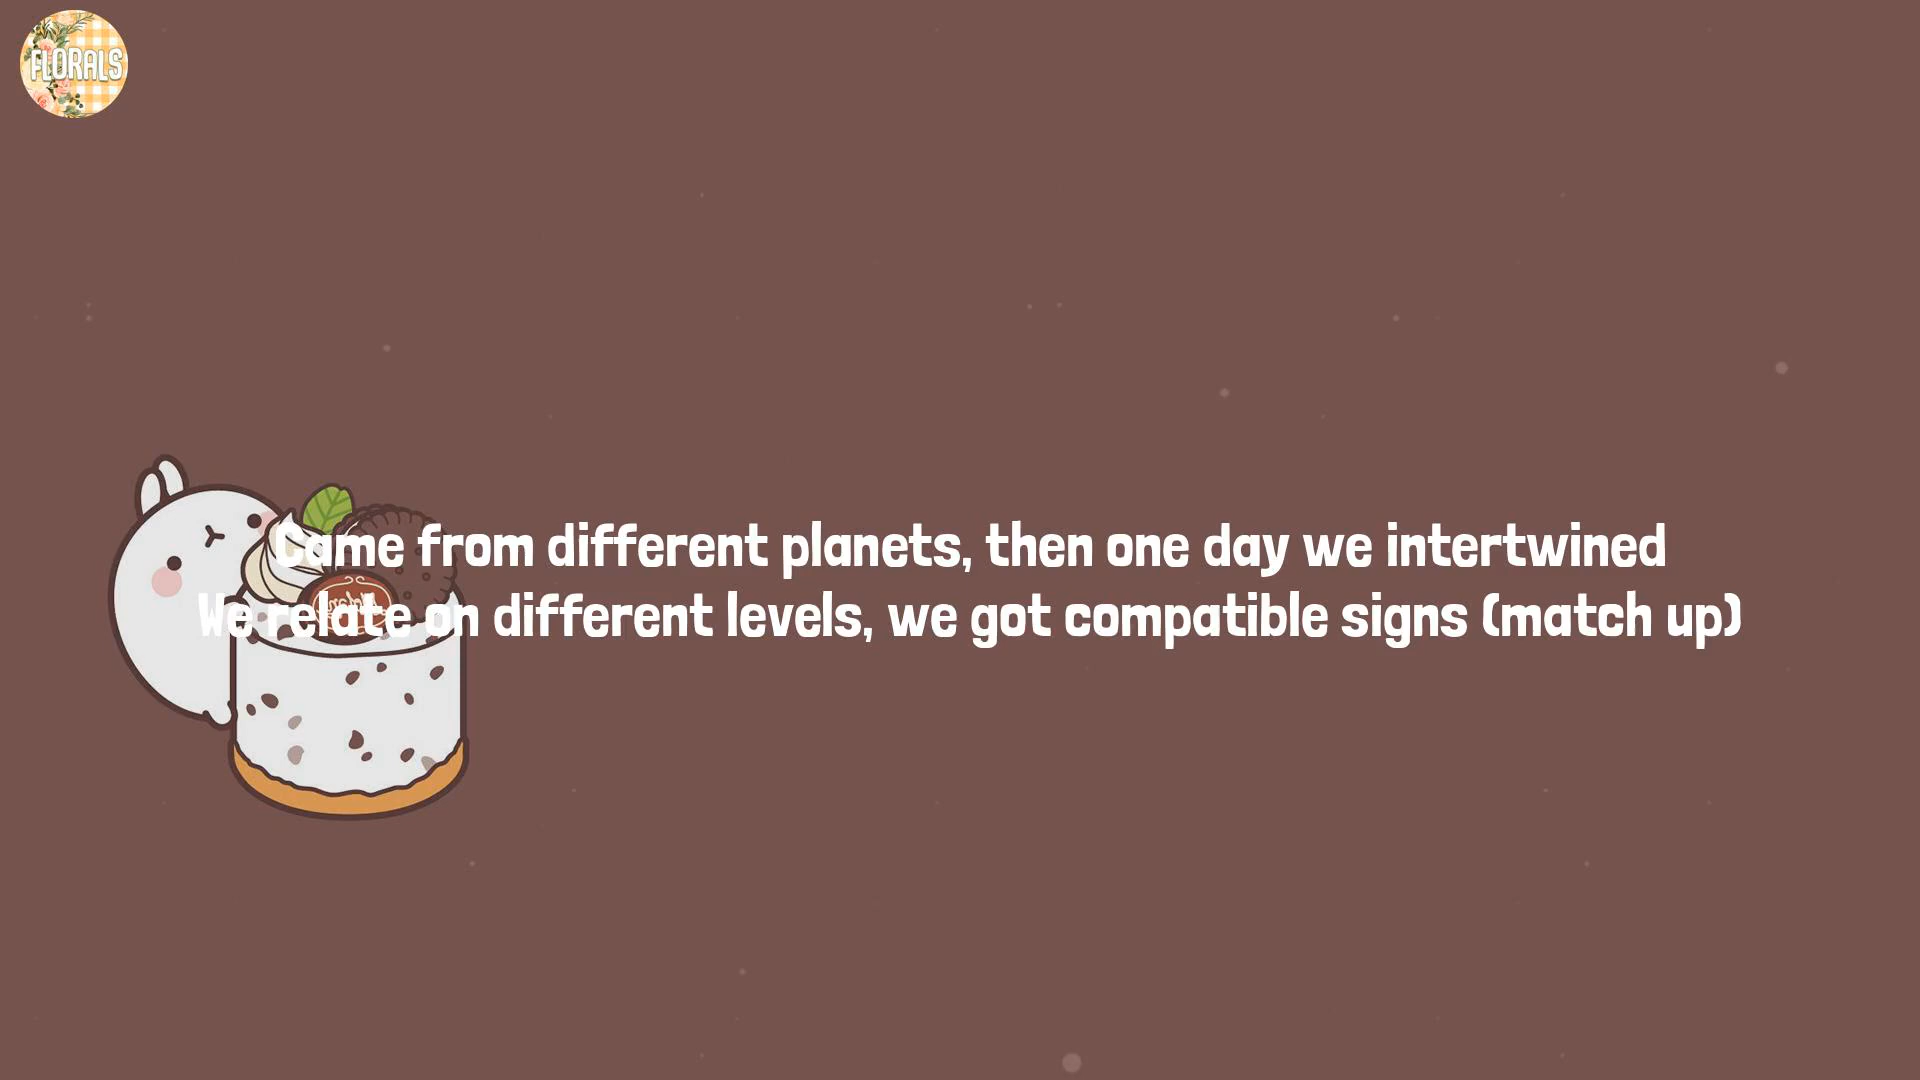 FLORALS
Came from different planets, then one day we intertwined
We relate on different levels, we got compatible signs (match up)